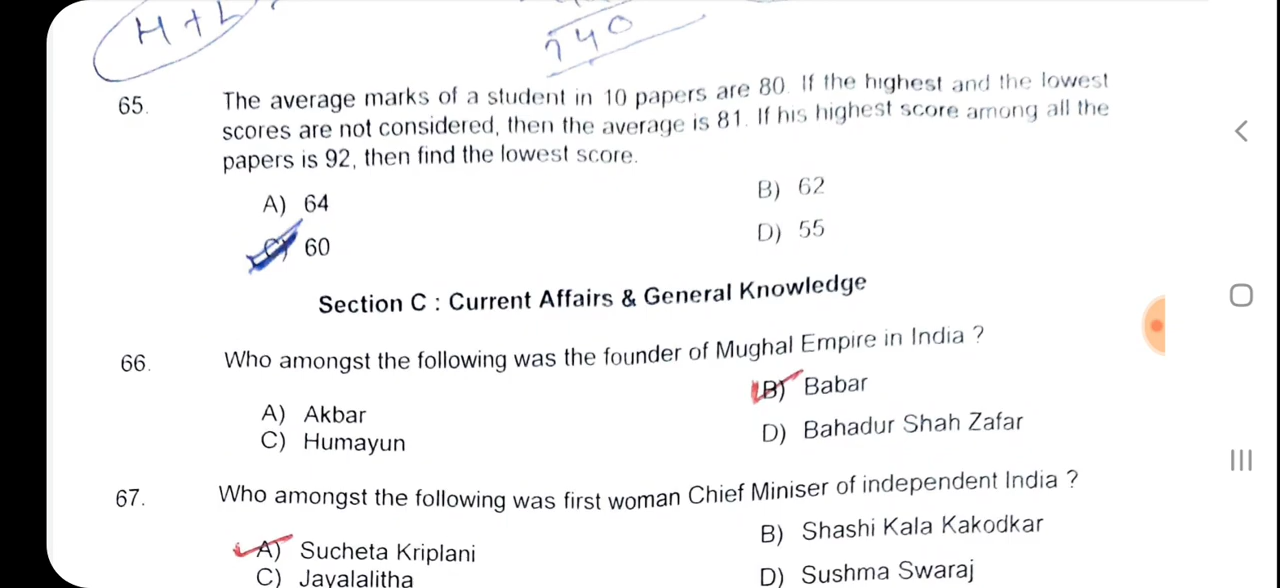 H + L
740
65.
The average marks of a student in 10 papers are 80. If the highest and the lowest
scores are not considered, then the average is 81. If his highest score among all the
papers is 92, then find the lowest score.
A) 64
B) 62
C) 60
D) 55
Section C : Current Affairs & General Knowledge
66.
Who amongst the following was the founder of Mughal Empire in India ?
A) Akbar
B) Babar
C) Humayun
D) Bahadur Shah Zafar
67.
Who amongst the following was first woman Chief Miniser of independent India ?
A) Sucheta Kriplani
B) Shashi Kala Kakodkar
C) Jayalalitha
D) Sushma Swaraj